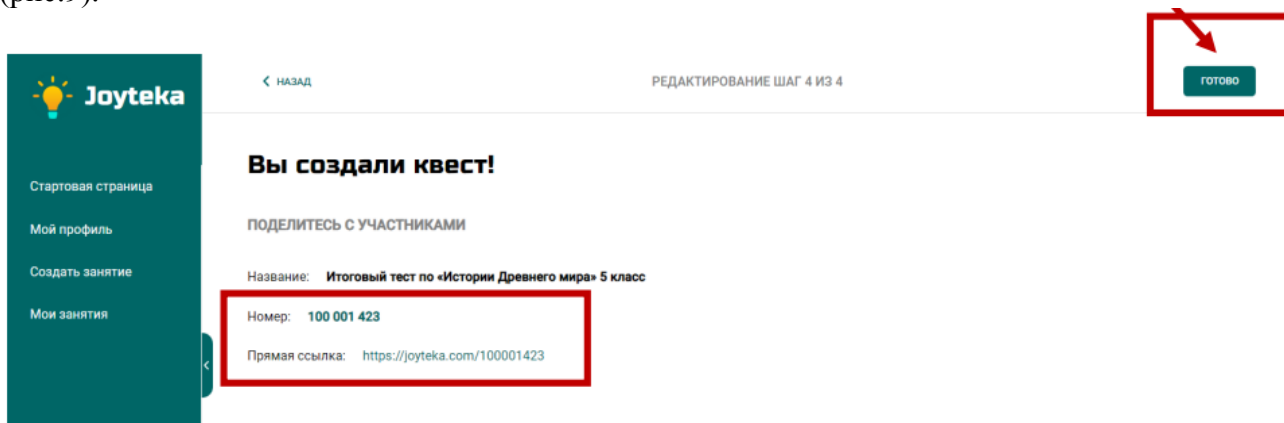 (рис.9).
Joyteka
НАЗАД
РЕДАКТИРОВАНИЕ ШАГ 4 ИЗ 4
ГОТОВО
Стартовая страница
Мой профиль
Создать занятие
Мои занятия
Вы создали квест!
ПОДЕЛИТЕСЬ С УЧАСТНИКАМИ
Название: Итоговый тест по «Истории Древнего мира» 5 класс
Номер: 100 001 423
Прямая ссылка: https://joyteka.com/100001423